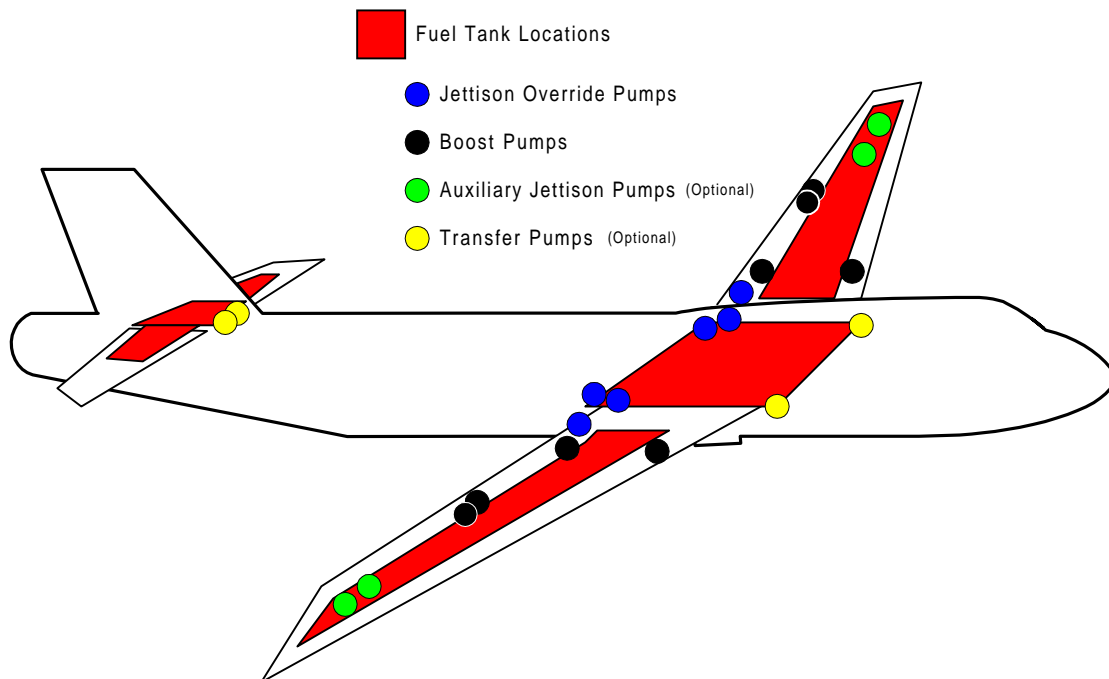 Fuel Tank Locations
Jettison Override Pumps
Boost Pumps
Auxiliary Jettison Pumps (Optional)
Transfer Pumps (Optional)